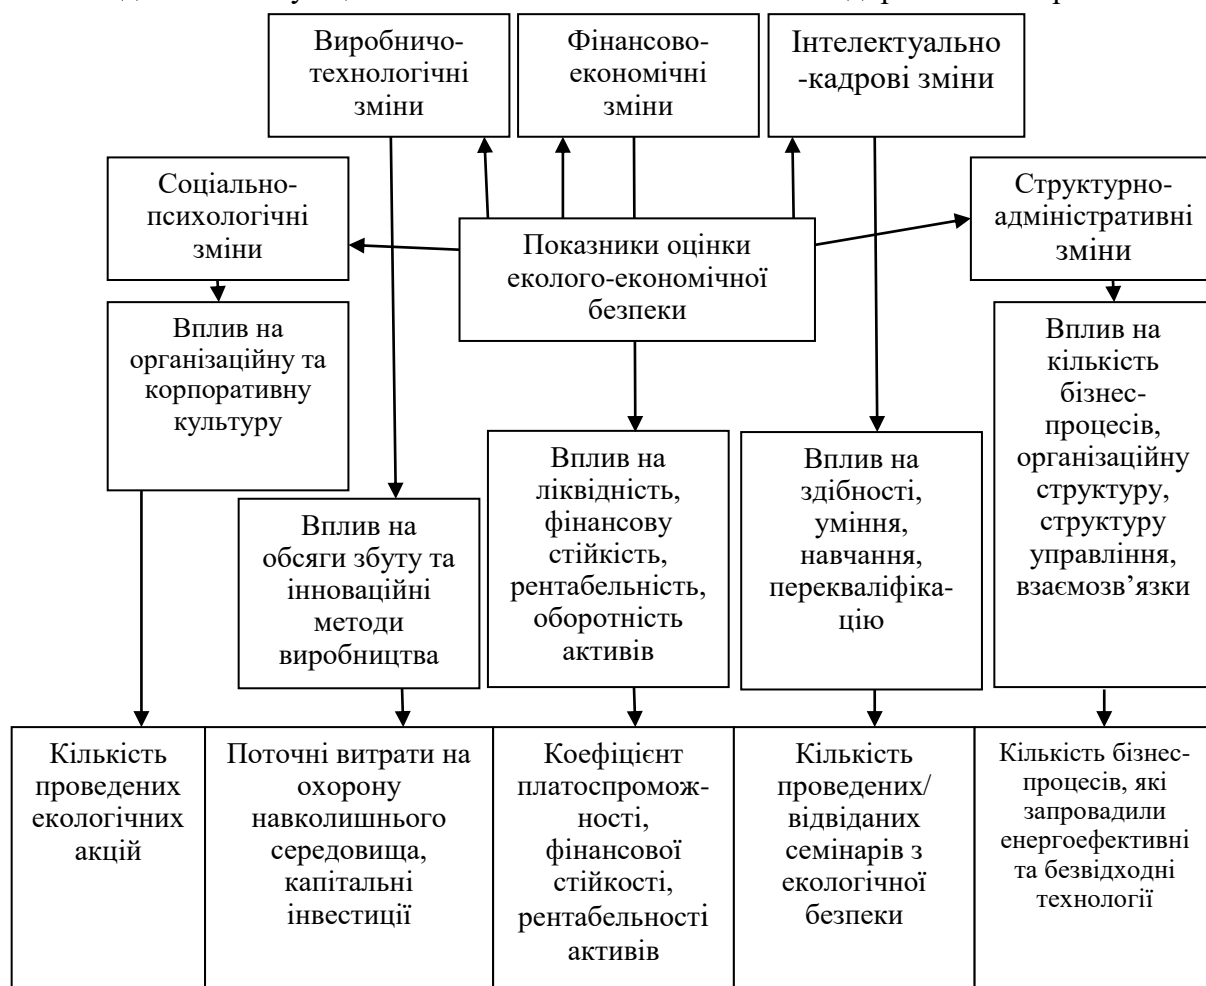 Виробничо-
технологічні
зміни
Фінансово-
економічні
зміни
Інтелектуально
-кадрові зміни
Соціально-
психологічні
зміни
Показники оцінки
еколого-економічної
безпеки
Структурно-
адміністративні
зміни
Вплив на
організаційну та
корпоративну
культуру
Вплив на
обсяги збуту та
інноваційні
методи
виробництва
Вплив на
ліквідність,
фінансову
стійкість,
рентабельність,
оборотність
активів
Вплив на
здібності,
уміння,
навчання,
перекваліфіка-
цію
Вплив на
кількість
бізнес-
процесів,
організаційну
структуру,
структуру
управління,
взаємозв’язки
Кількість
проведених
екологічних
акцій
Поточні витрати на
охорону
навколишнього
середовища,
капітальні
інвестиції
Коефіцієнт
платоспромож-
ності,
фінансової
стійкості,
рентабельності
активів
Кількість
проведених/
відвіданих
семінарів з
екологічної
безпеки
Кількість бізнес-
процесів, які
запровадили
енергоефективні
та безвідходні
технології